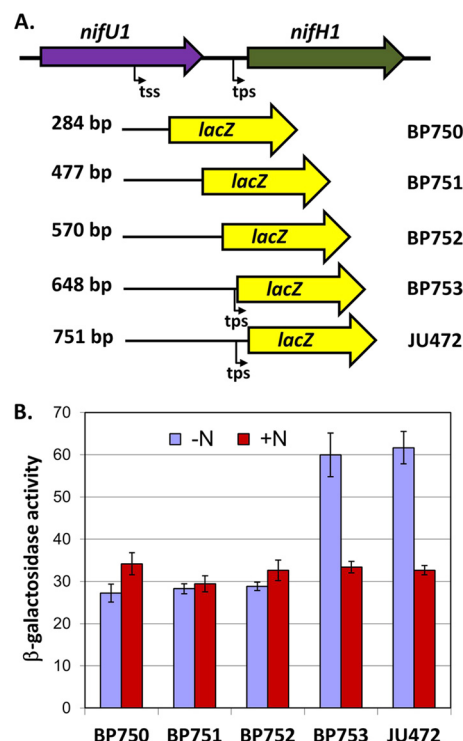 A.
nifU1 nifH1
tss tps
284 bp lacZ BP750
477 bp lacZ BP751
570 bp lacZ BP752
648 bp lacZ BP753
tps
751 bp lacZ JU472
tps
B.
-N +N
β-galactosidase activity
70
60
50
40
30
20
10
0
BP750 BP751 BP752 BP753 JU472